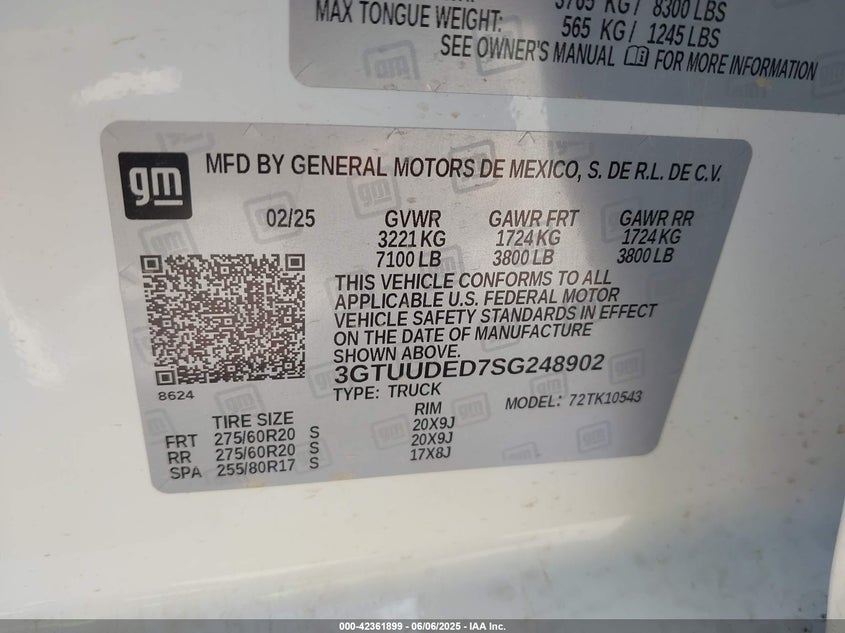 3765 KG/ 8300 LBS
MAX TONGUE WEIGHT: 565 KG/ 1245 LBS
SEE OWNER'S MANUAL FOR MORE INFORMATION
gm MFD BY GENERAL MOTORS DE MEXICO, S. DE R.L. DE C.V.
02/25 GVWR GAWR FRT GAWR RR
3221 KG 1724 KG 1724 KG
7100 LB 3800 LB 3800 LB
THIS VEHICLE CONFORMS TO ALL
APPLICABLE U.S. FEDERAL MOTOR
VEHICLE SAFETY STANDARDS IN EFFECT
ON THE DATE OF MANUFACTURE
SHOWN ABOVE.
3GTUUDED7SG248902
8624
TYPE: TRUCK MODEL: 72TK10543
TIRE SIZE RIM
FRT 275/60R20 S 20X9J
RR 275/60R20 S 20X9J
SPA 255/80R17 S 17X8J
000-42361899 - 06/06/2025 - IAA Inc.